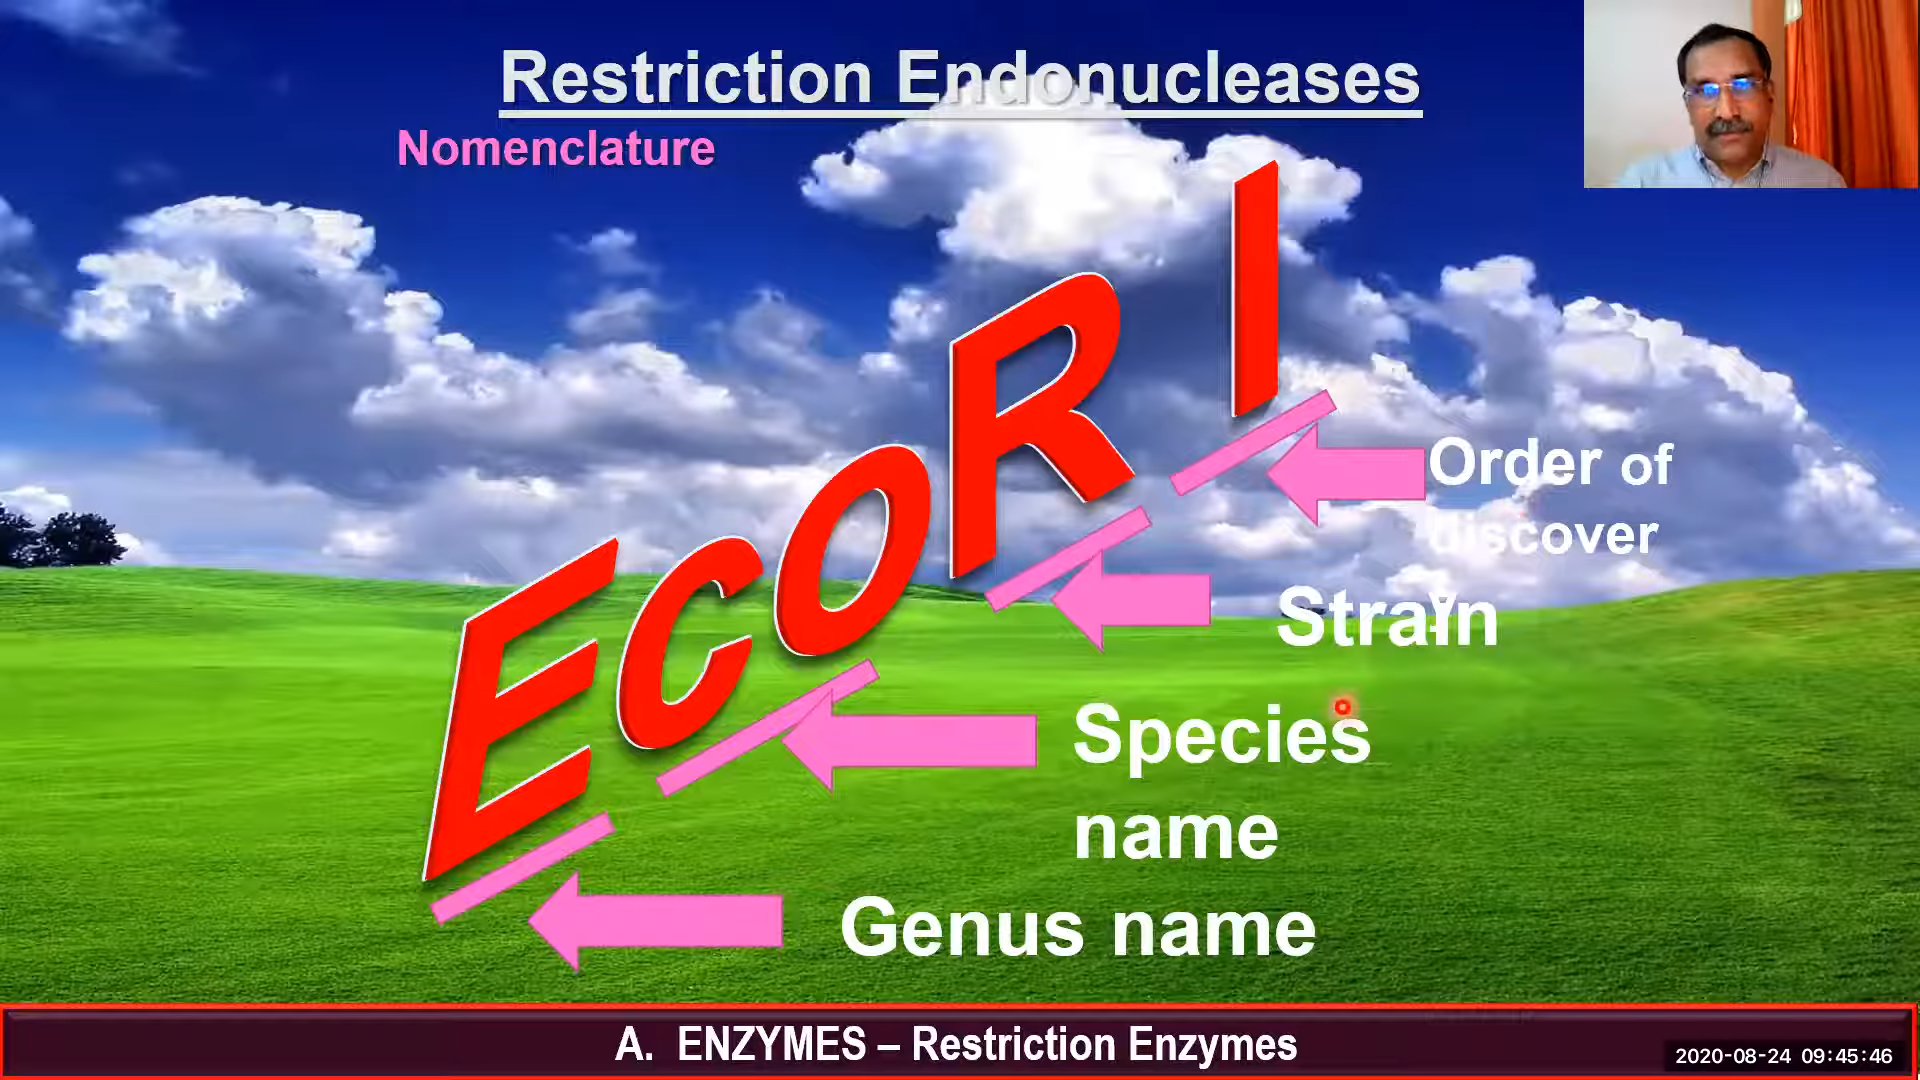 Restriction Endonucleases
Nomenclature
EcoR I
Order of
discover
y
Strain
Species
name
Genus name
A. ENZYMES – Restriction Enzymes
2020-08-24 09:45:46